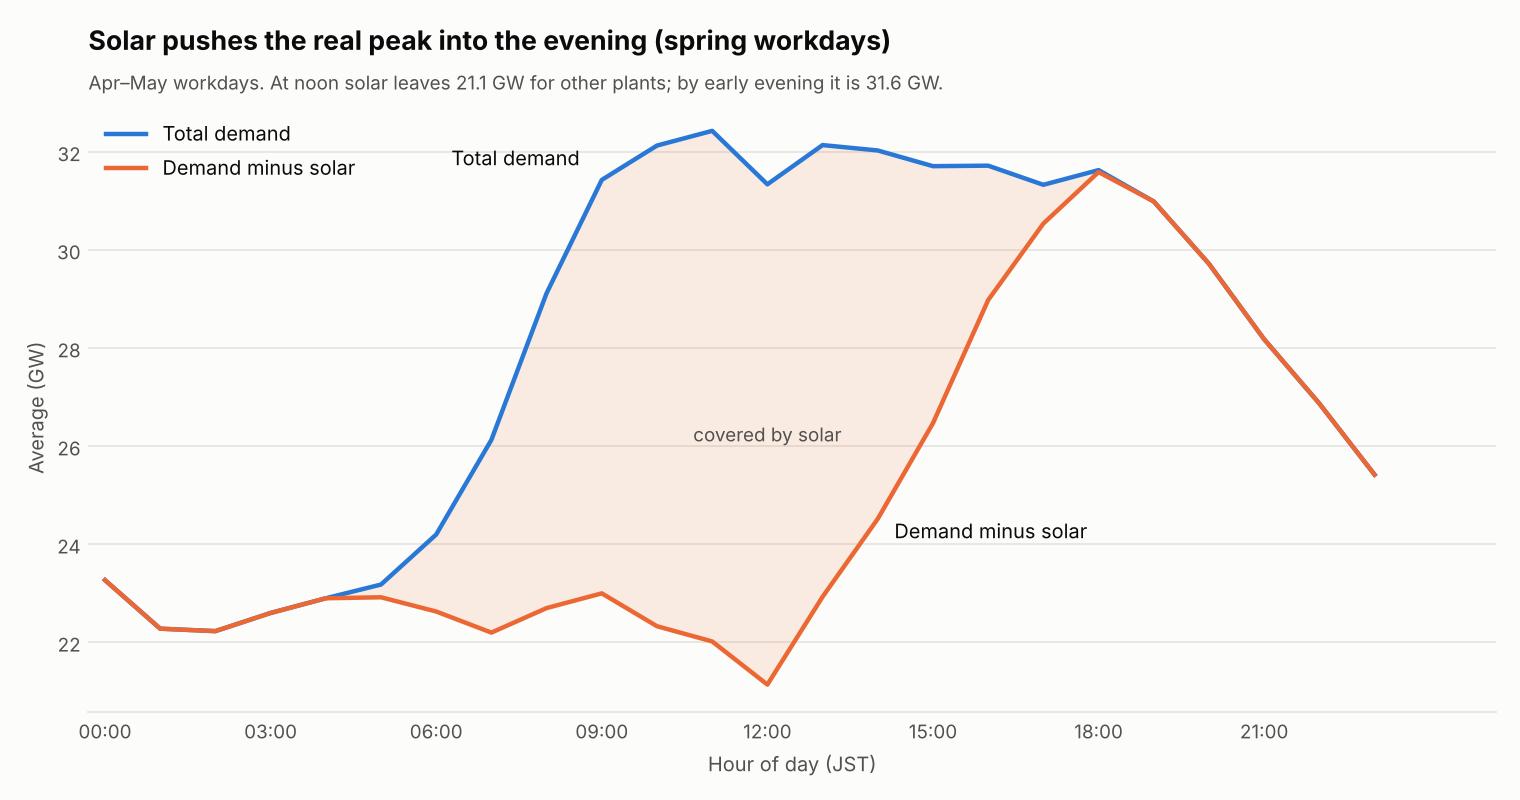 Solar pushes the real peak into the evening (spring workdays)
Apr–May workdays. At noon solar leaves 21.1 GW for other plants; by early evening it is 31.6 GW.
Total demand
Demand minus solar
Total demand
covered by solar
Demand minus solar
Average (GW)
32
30
28
26
24
22
00:00 03:00 06:00 09:00 12:00 15:00 18:00 21:00
Hour of day (JST)